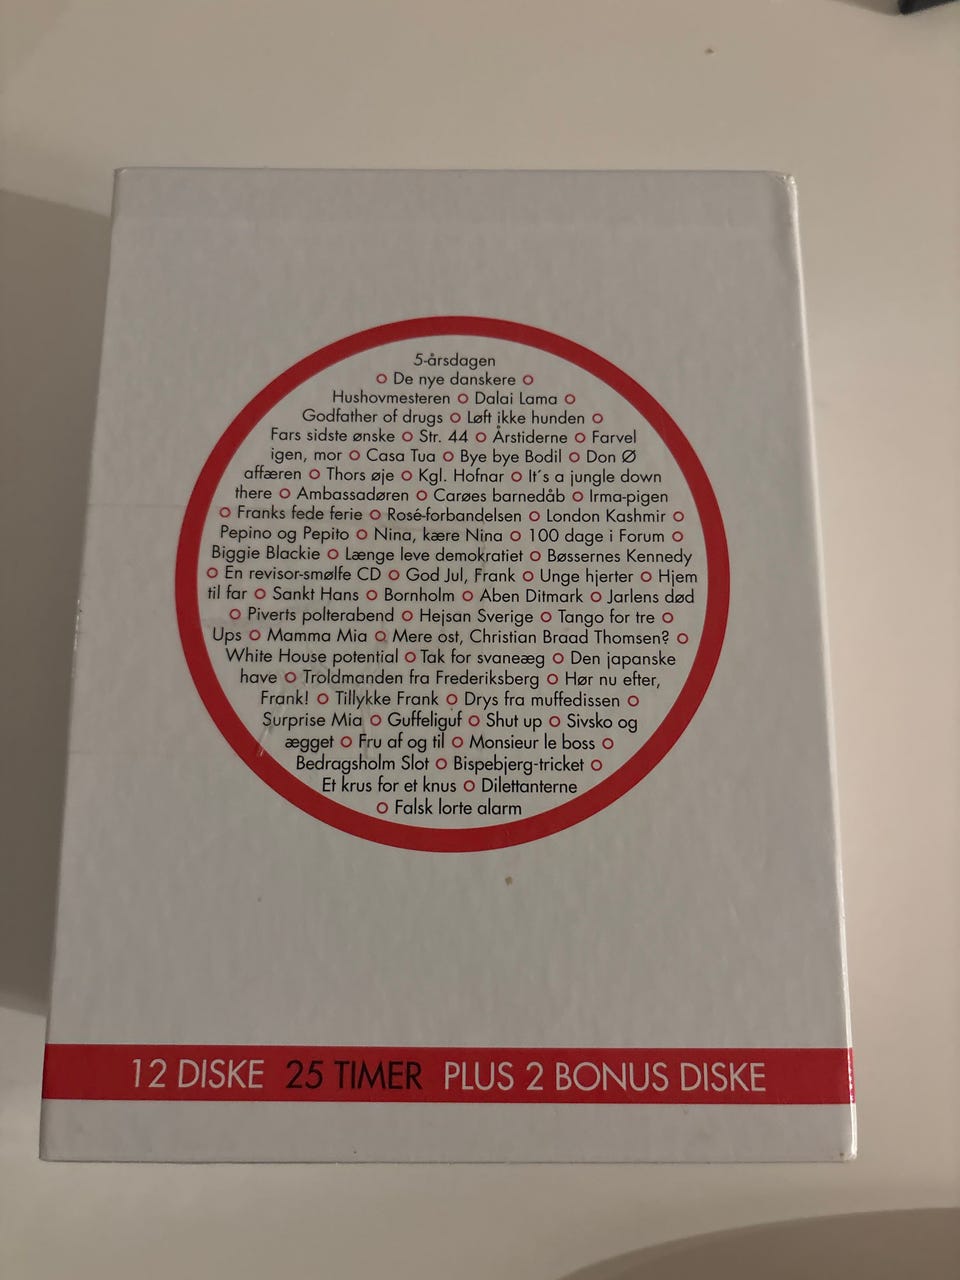 5-årsdagen
o De nye danskere o
Hushovmesteren o Dalai Lama o
Godfather of drugs o Løft ikke hunden o
Fars sidste ønske o Str. 44 o Årstiderne o Farvel
igen, mor o Casa Tua o Bye bye Bodil o Don Ø
affæren o Thors øje o Kgl. Hofnar o It´s a jungle down
there o Ambassadøren o Carøes barnedåb o Irma-pigen
o Franks fede ferie o Rosé-forbandelsen o London Kashmir o
Pepino og Pepito o Nina, kære Nina o 100 dage i Forum o
Biggie Blackie o Længe leve demokratiet o Bøssernes Kennedy
o En revisor-smølfe CD o God Jul, Frank o Unge hjerter o Hjem
til far o Sankt Hans o Bornholm o Aben Ditmark o Jarlens død
o Piverts polterabend o Hejsan Sverige o Tango for tre o
Ups o Mamma Mia o Mere ost, Christian Braad Thomsen? o
White House potential o Tak for svaneæg o Den japanske
have o Troldmanden fra Frederiksberg o Hør nu efter,
Frank! o Tillykke Frank o Drys fra muffedissen o
Surprise Mia o Guffeliguf o Shut up o Sivsko og
ægget o Fru af og til o Monsieur le boss o
Bedragsholm Slot o Bispebjerg-tricket o
Et krus for et knus o Dilettanterne
o Falsk lorte alarm
12 DISKE 25 TIMER PLUS 2 BONUS DISKE